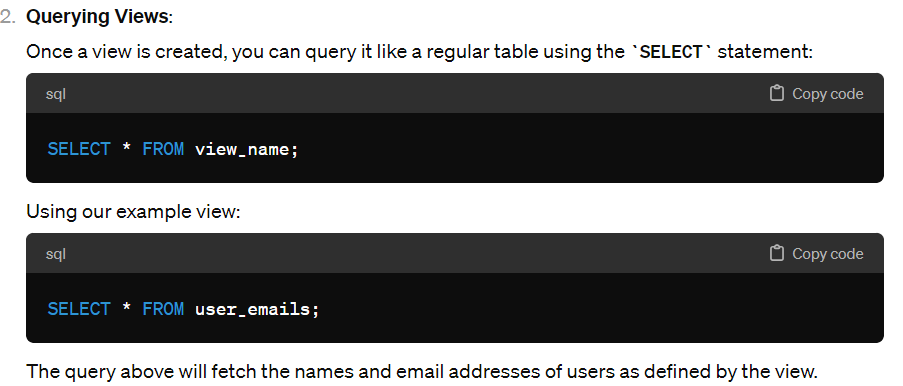 2. Querying Views:
Once a view is created, you can query it like a regular table using the `SELECT` statement:
sql
Copy code
SELECT * FROM view_name;
Using our example view:
sql
Copy code
SELECT * FROM user_emails;
The query above will fetch the names and email addresses of users as defined by the view.